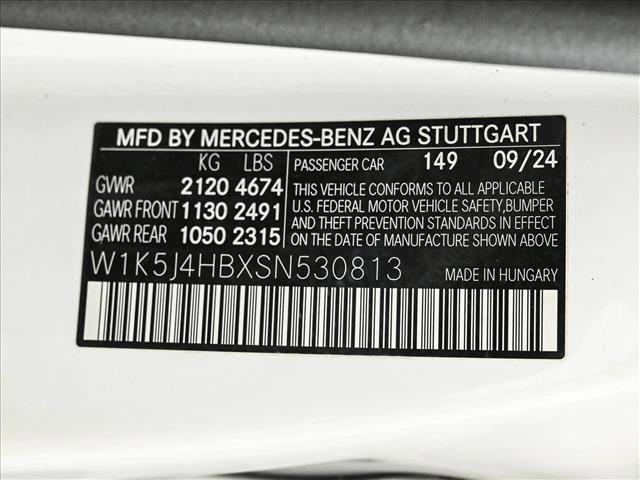 MFD BY MERCEDES-BENZ AG STUTTGART
KG LBS PASSENGER CAR 149 09/24
GVWR 2120 4674 THIS VEHICLE CONFORMS TO ALL APPLICABLE
GAWR FRONT 1130 2491 U.S. FEDERAL MOTOR VEHICLE SAFETY, BUMPER
GAWR REAR 1050 2315 AND THEFT PREVENTION STANDARDS IN EFFECT
ON THE DATE OF MANUFACTURE SHOWN ABOVE.
W1K5J4HBXSN530813 MADE IN HUNGARY